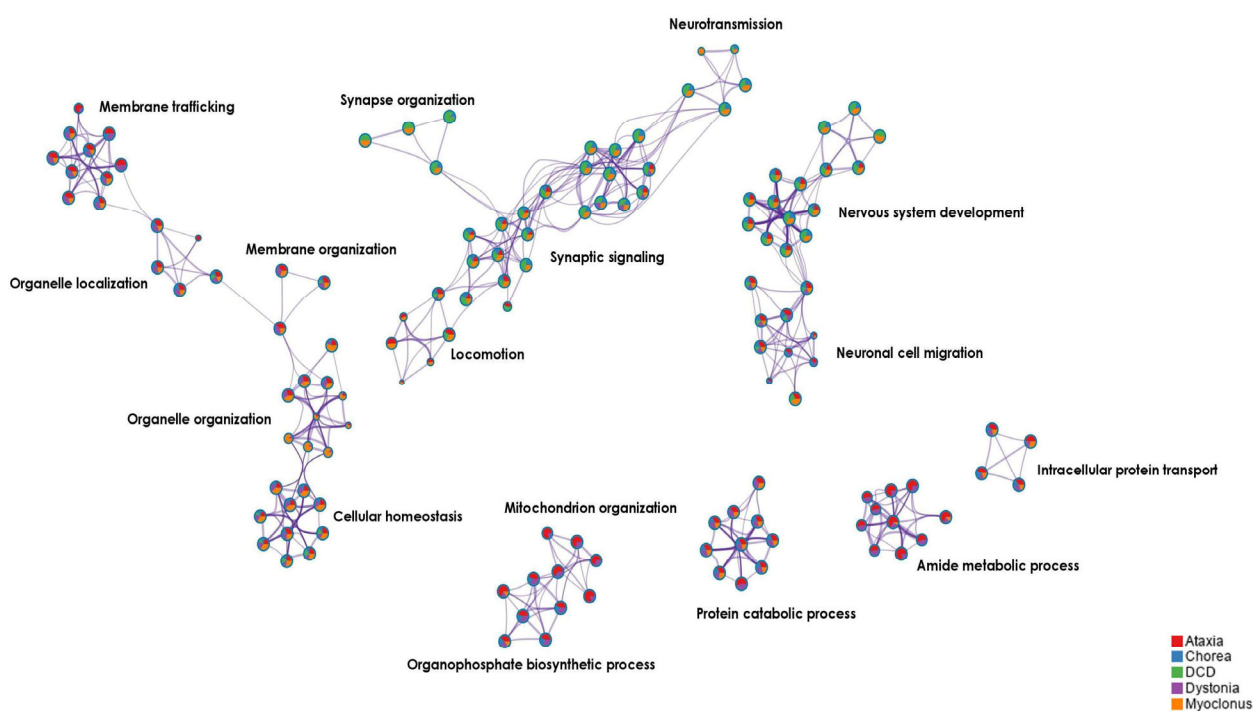 Neurotransmission
Membrane trafficking
Synapse organization
Nervous system development
Membrane organization
Synaptic signaling
Organelle localization
Locomotion
Neuronal cell migration
Organelle organization
Intracellular protein transport
Mitochondrion organization
Cellular homeostasis
Amide metabolic process
Protein catabolic process
Organophosphate biosynthetic process
Ataxia
Chorea
DCD
Dystonia
Myoclonus